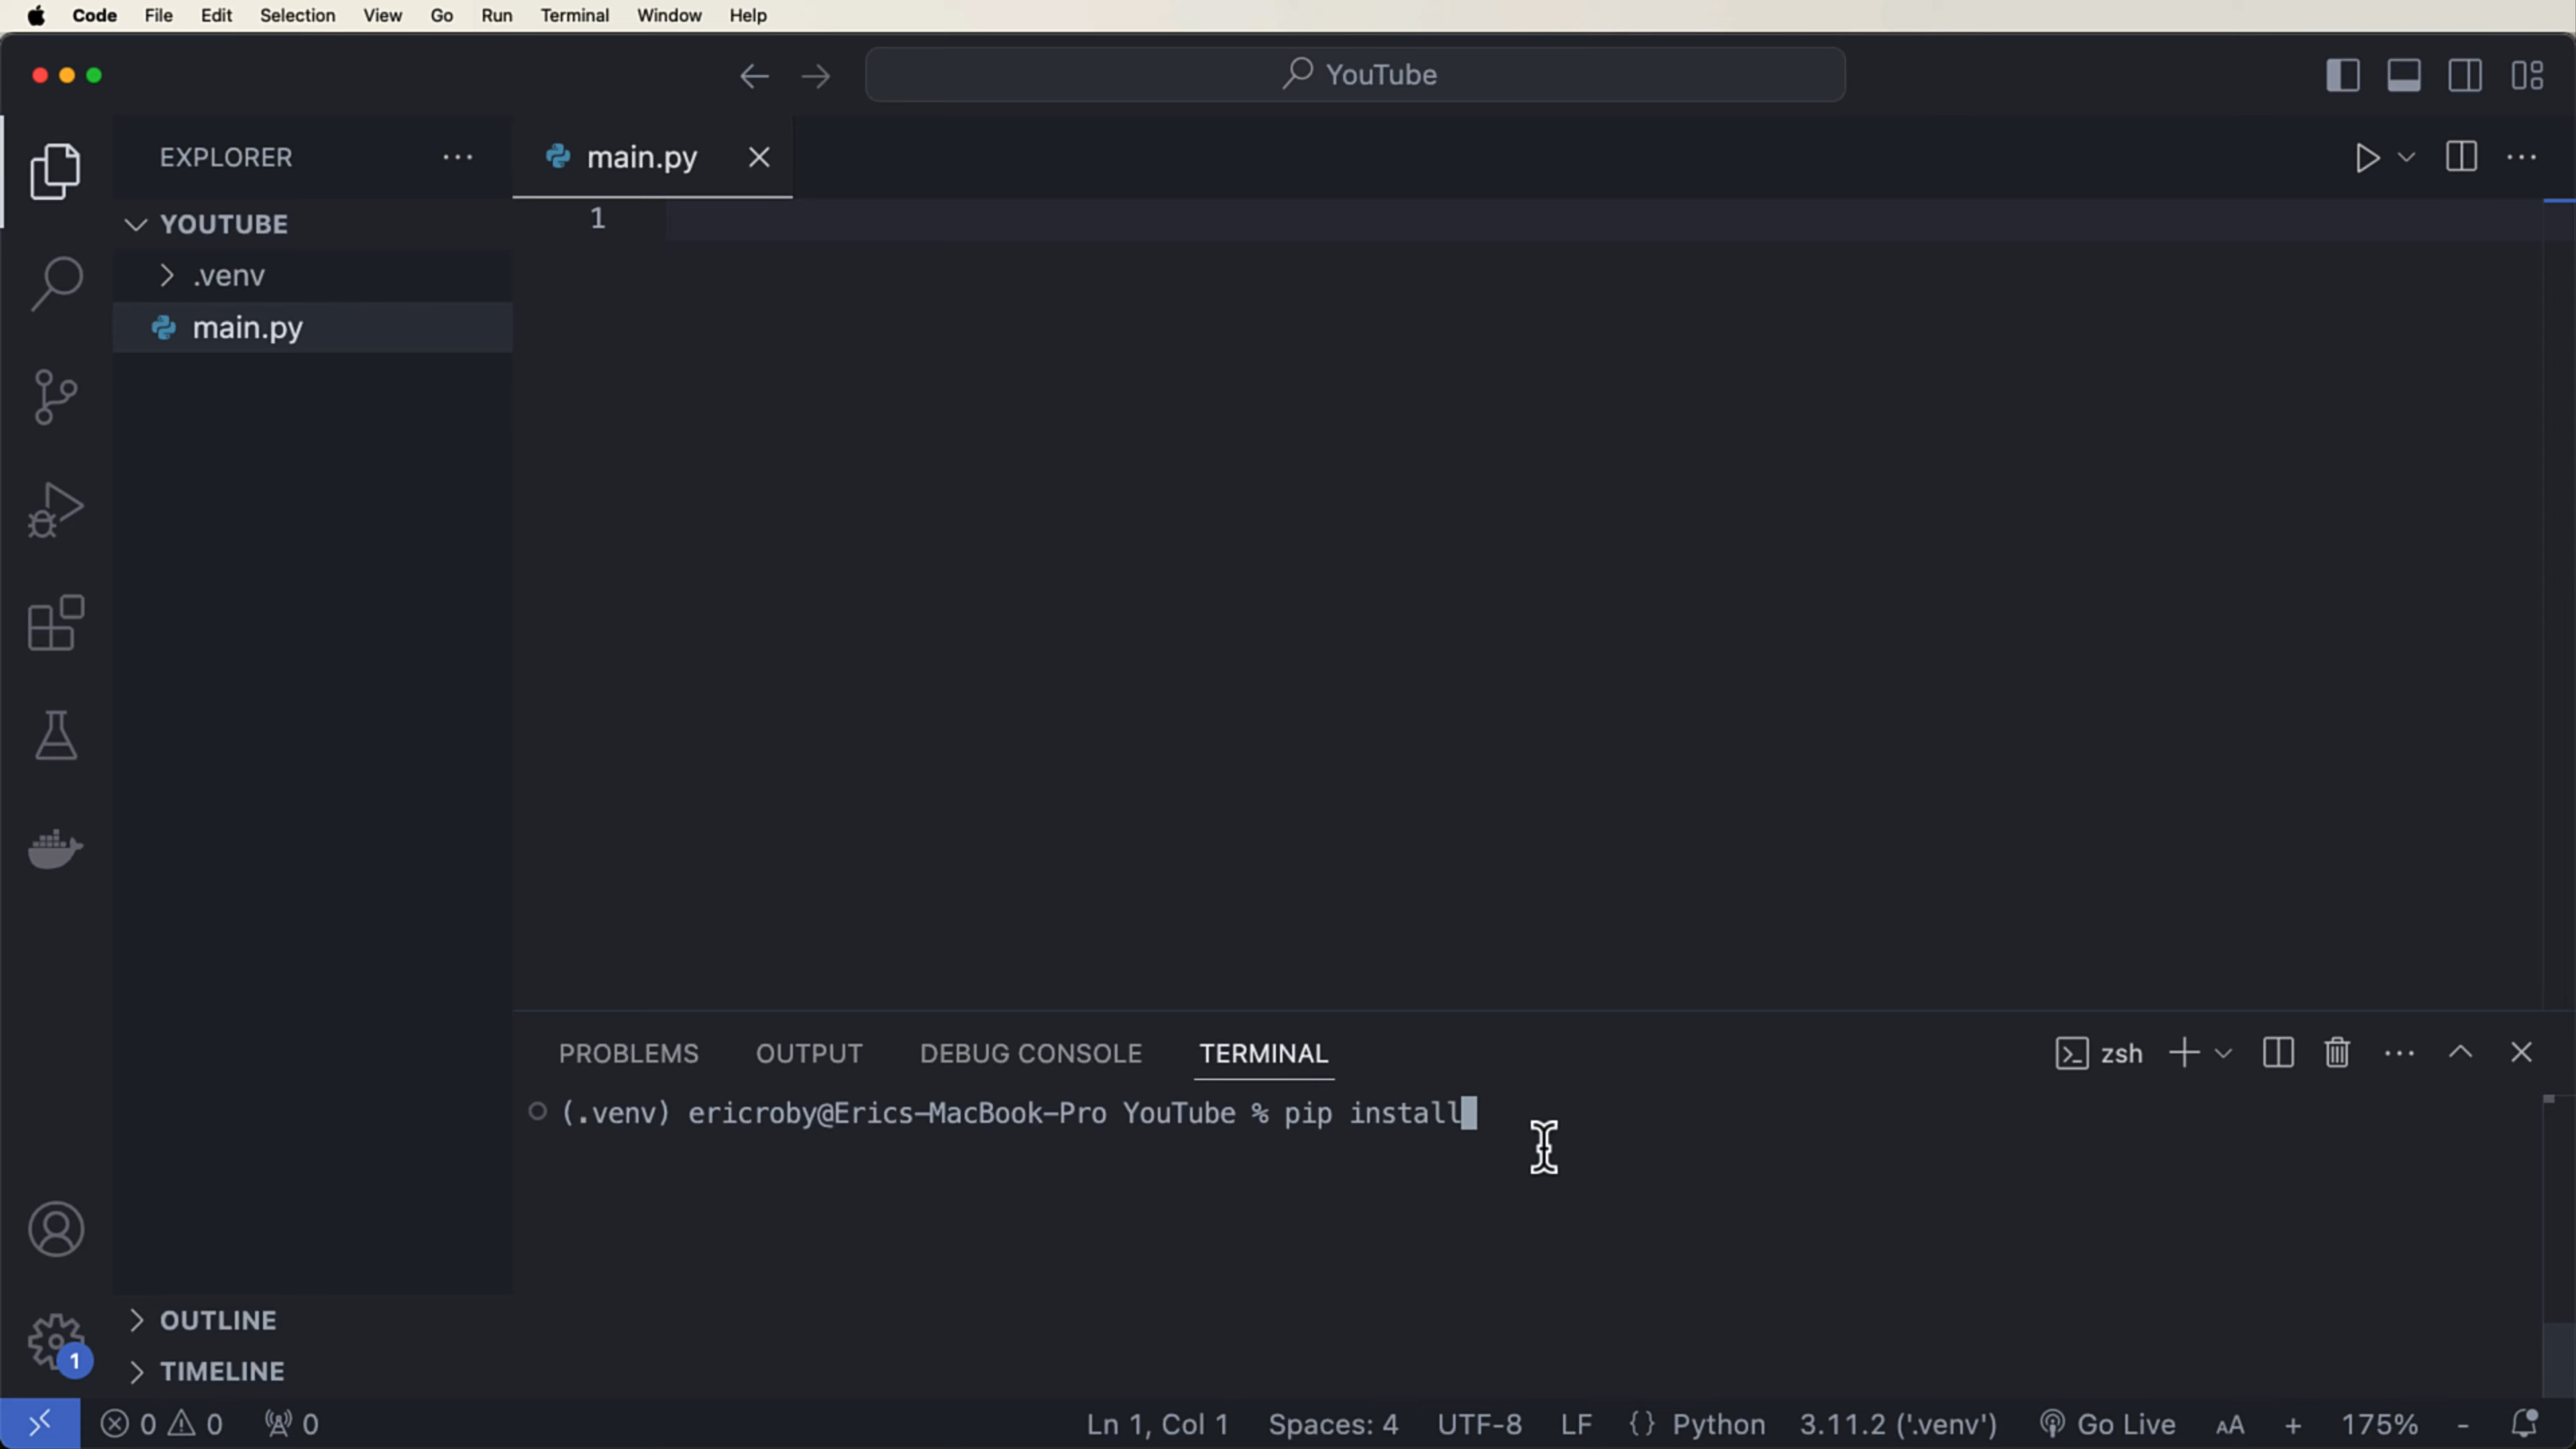 Code File Edit Selection View Go Run Terminal Window Help
YouTube
EXPLORER
main.py
YOUTUBE
1
.venv
main.py
PROBLEMS OUTPUT DEBUG CONSOLE TERMINAL
zsh
(.venv) ericroby@Erics-MacBook-Pro YouTube % pip install
OUTLINE
1
TIMELINE
0 0 0
Ln 1, Col 1 Spaces: 4 UTF-8 LF {} Python 3.11.2 ('.venv') Go Live AA + 175% -